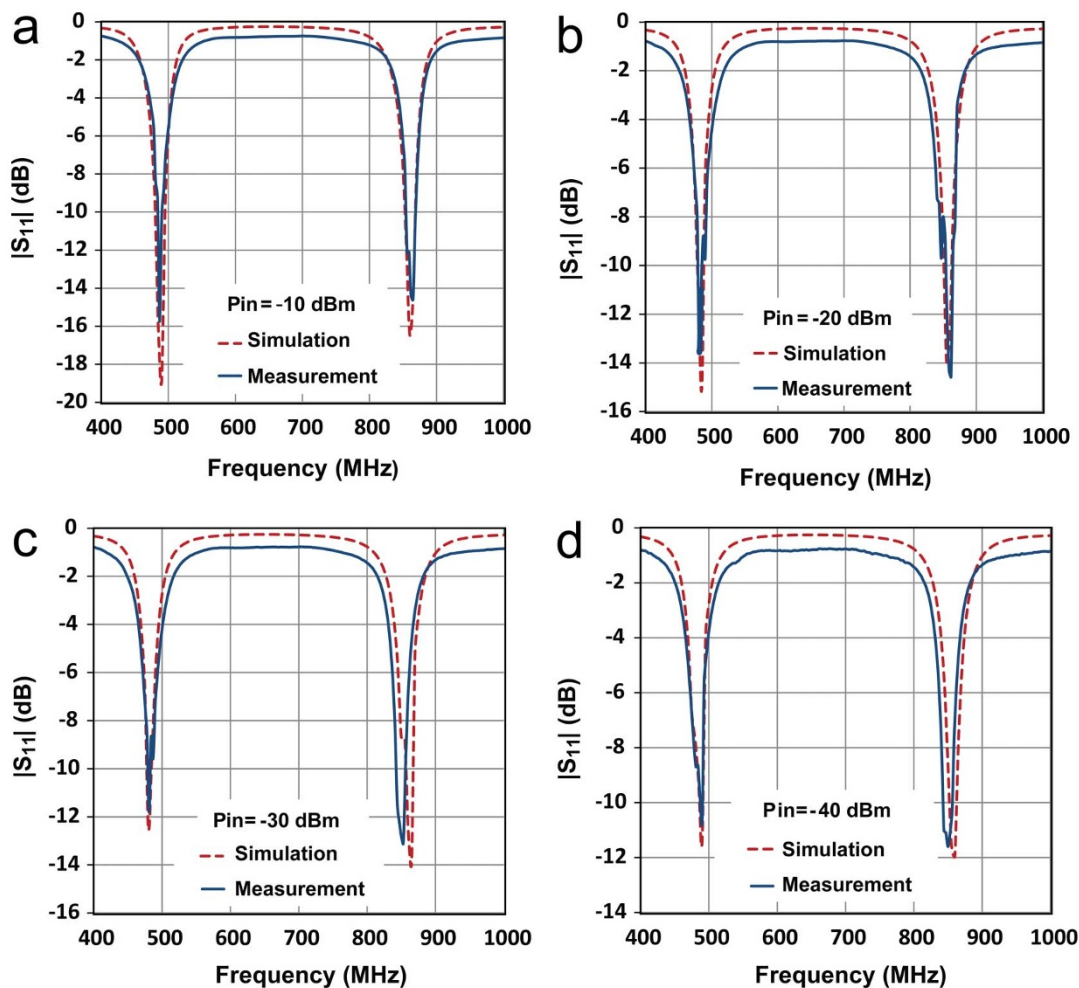 a
0
-2
-4
-6
-8
-10
-12
-14
-16
-18
-20
|S11| (dB)
Pin= -10 dBm
Simulation
Measurement
400 500 600 700 800 900 1000
Frequency (MHz)
b
0
-2
-4
-6
-8
-10
-12
-14
-16
|S11| (dB)
Pin= -20 dBm
Simulation
Measurement
400 500 600 700 800 900 1000
Frequency (MHz)
c
0
-2
-4
-6
-8
-10
-12
-14
-16
|S11| (dB)
Pin= -30 dBm
Simulation
Measurement
400 500 600 700 800 900 1000
Frequency (MHz)
d
0
-2
-4
-6
-8
-10
-12
-14
|S11| (dB)
Pin= -40 dBm
Simulation
Measurement
400 500 600 700 800 900 1000
Frequency (MHz)